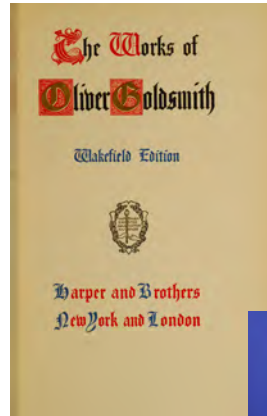 The Works of
Oliver Goldsmith
Wakefield Edition
Harper and Brothers
New York and London